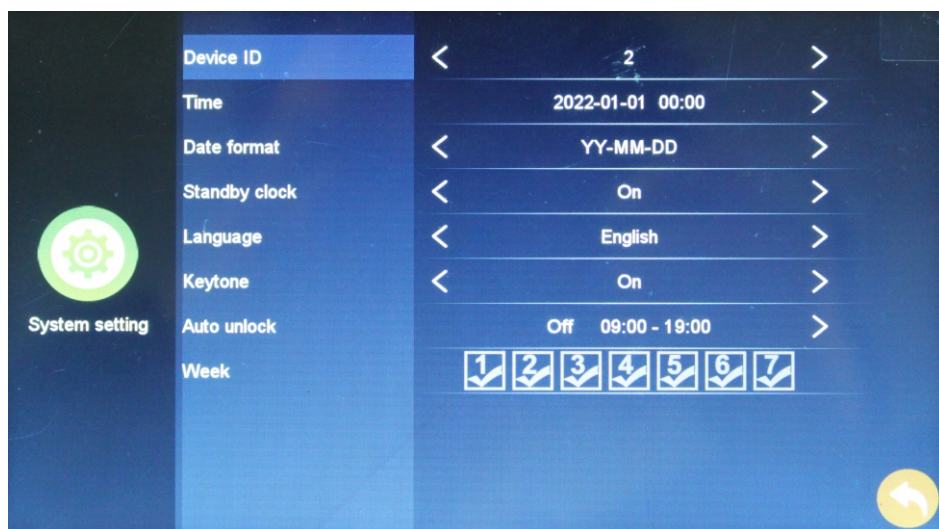 Device ID 2
Time 2022-01-01 00:00
Date format YY-MM-DD
Standby clock On
Language English
Keytone On
System setting
Auto unlock Off 09:00 - 19:00
Week 1 2 3 4 5 6 7